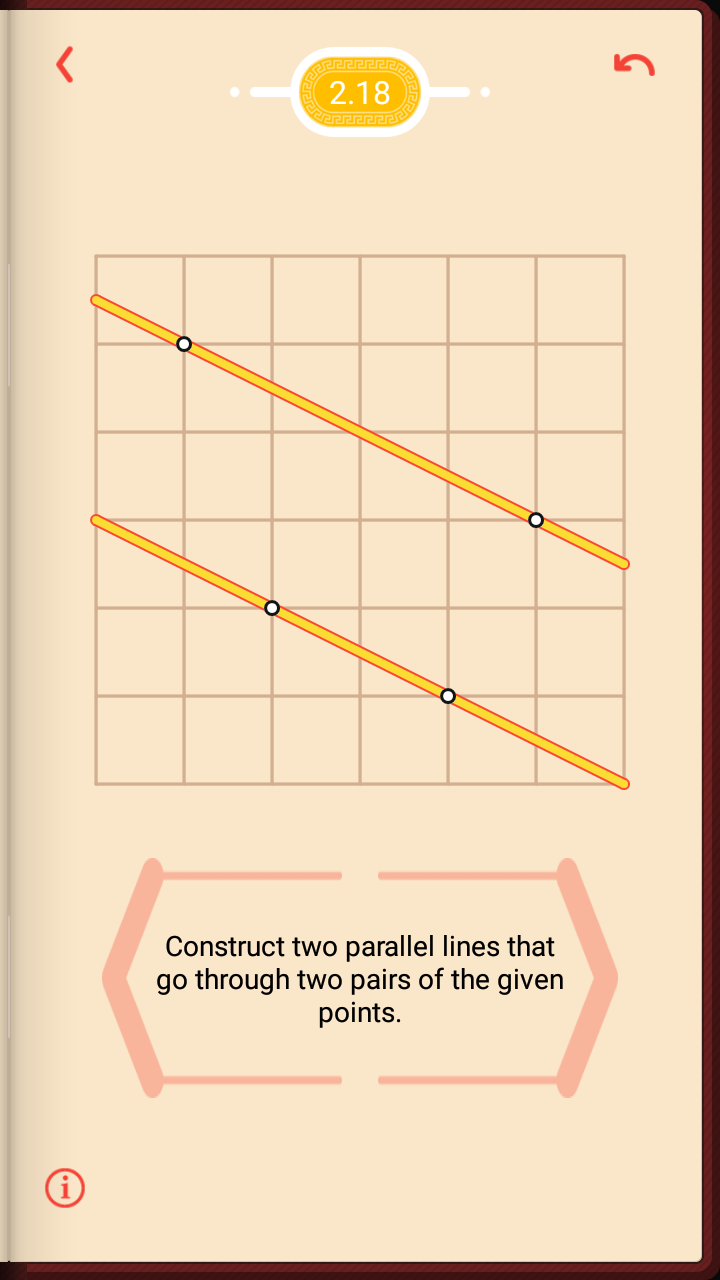 2.18
Construct two parallel lines that
go through two pairs of the given
points.
i